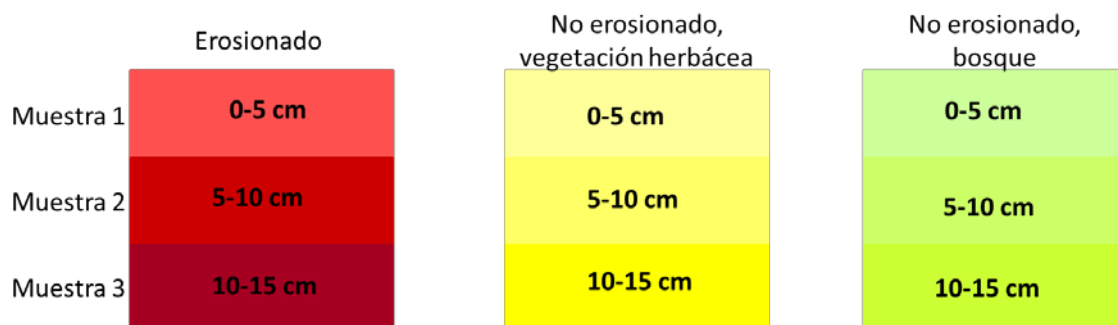 Erosionado
No erosionado,
vegetación herbácea
No erosionado,
bosque
Muestra 1
0-5 cm
0-5 cm
0-5 cm
Muestra 2
5-10 cm
5-10 cm
5-10 cm
Muestra 3
10-15 cm
10-15 cm
10-15 cm